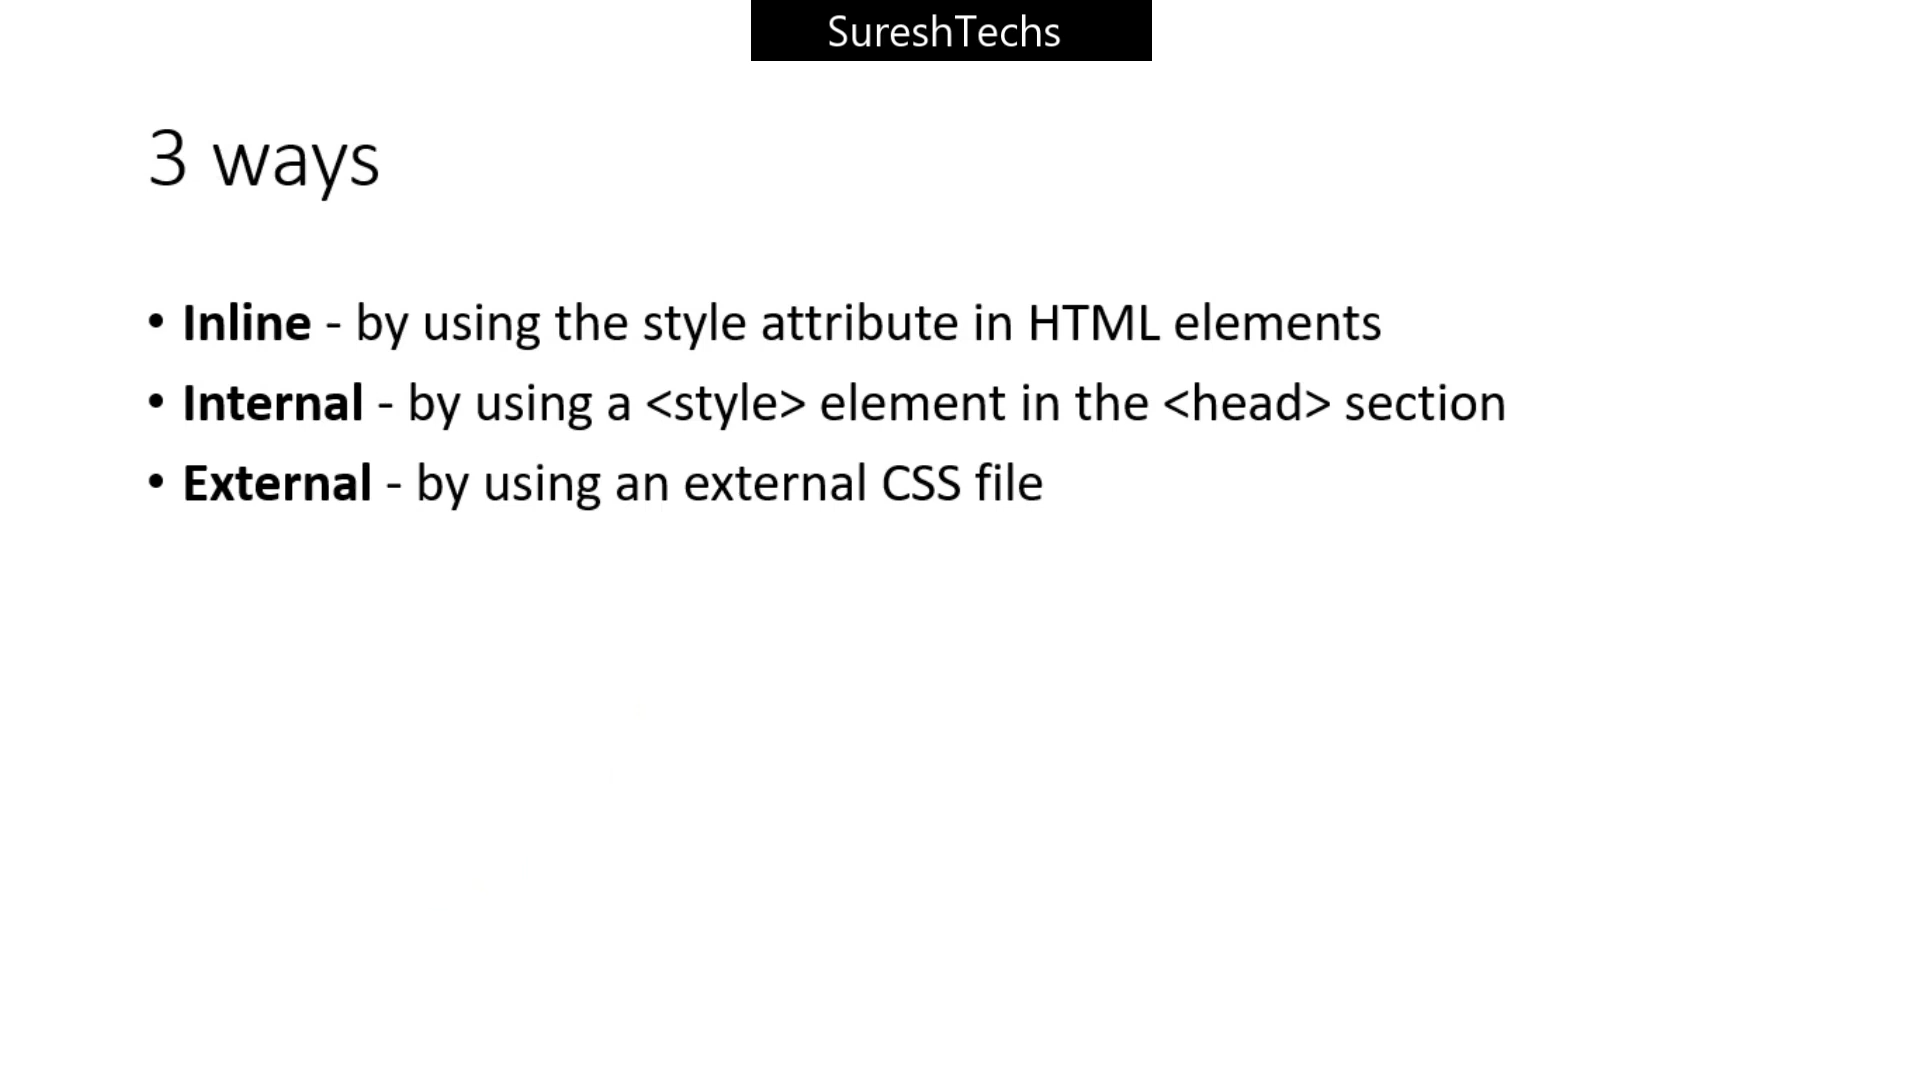 SureshTechs
3 ways
• Inline - by using the style attribute in HTML elements
• Internal - by using a <style> element in the <head> section
• External - by using an external CSS file